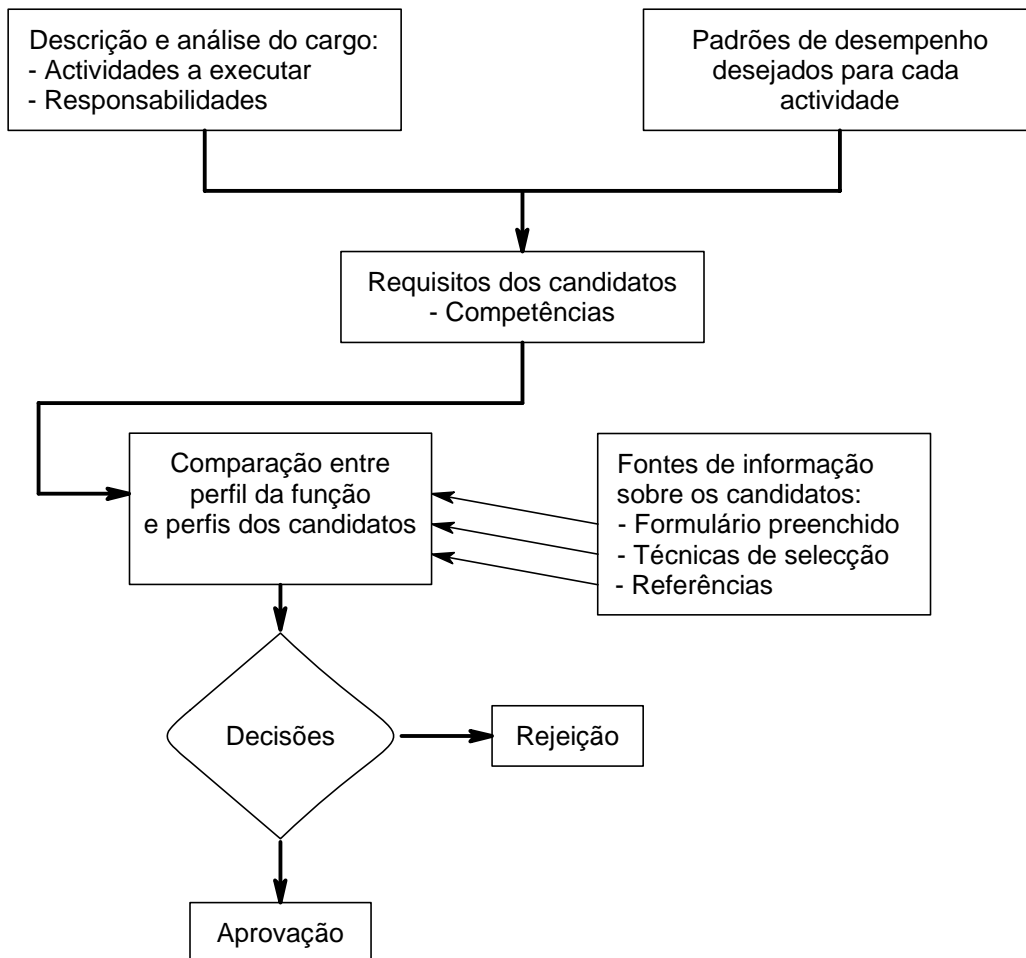 Descrição e análise do cargo:
- Actividades a executar
- Responsabilidades
Padrões de desempenho
desejados para cada
actividade
Requisitos dos candidatos
- Competências
Comparação entre
perfil da função
e perfis dos candidatos
Fontes de informação
sobre os candidatos:
- Formulário preenchido
- Técnicas de selecção
- Referências
Decisões
Rejeição
Aprovação